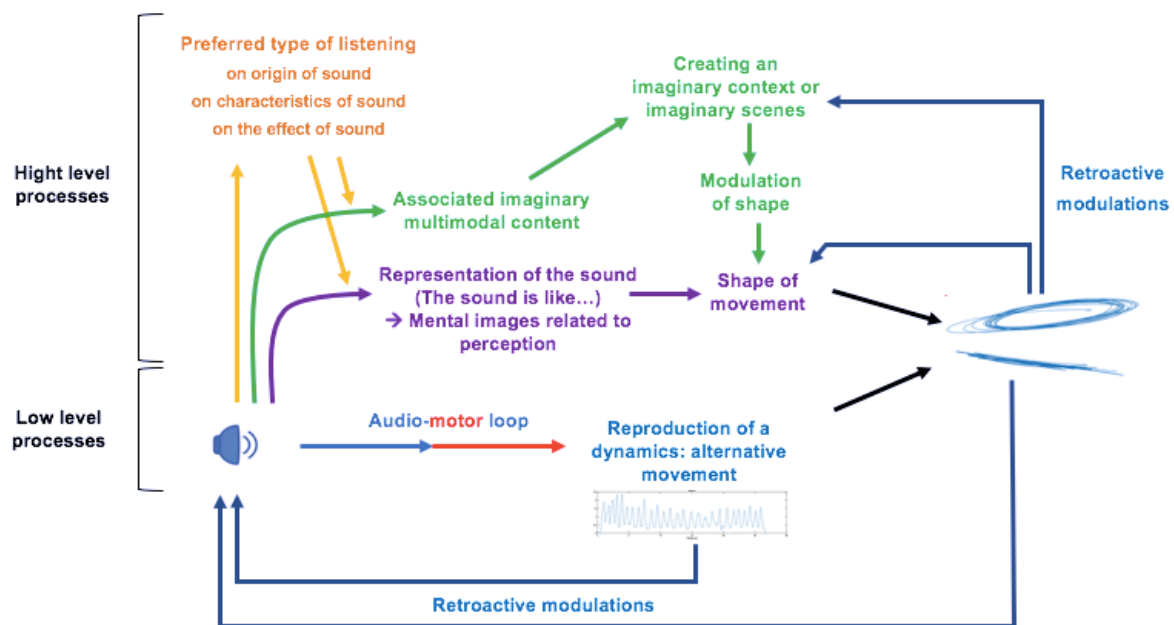 Preferred type of listening
on origin of sound
on characteristics of sound
on the effect of sound
Creating an
imaginary context or
imaginary scenes
Hight level
processes
Associated imaginary
multimodal content
Modulation
of shape
Retroactive
modulations
Representation of the sound
(The sound is like...)
→ Mental images related to
perception
Shape of
movement
Low level
processes
Audio-motor loop
Reproduction of a
dynamics: alternative
movement
Retroactive modulations